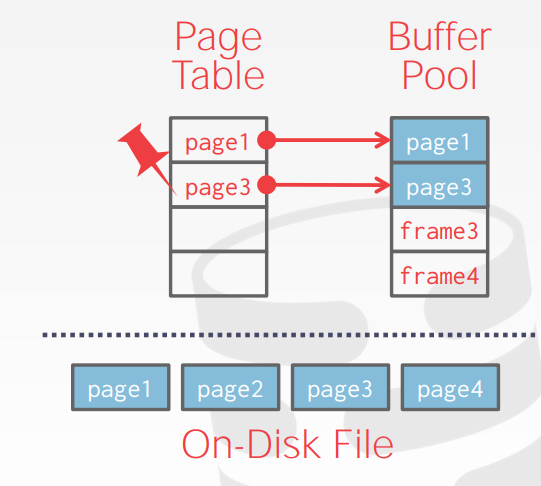 Page
Table
Buffer
Pool
page1
page3
page1
page3
frame3
frame4
page1 page2 page3 page4
On-Disk File